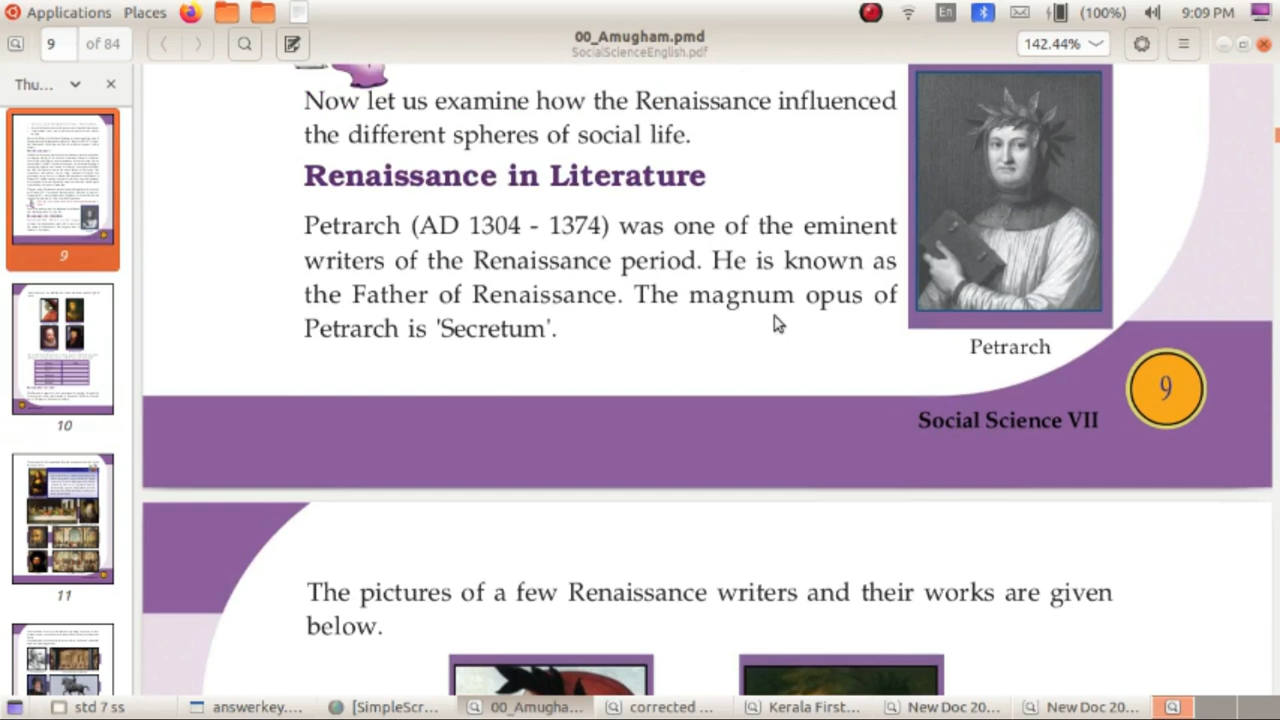 Applications Places En (100%) 9:09 PM
9 of 84 00_Amugham.pmd 142.44%
SocialScienceEnglish.pdf
Thu...
9
10
11
Now let us examine how the Renaissance influenced
the different spheres of social life.
Renaissance in Literature
Petrarch (AD 1304 - 1374) was one of the eminent
writers of the Renaissance period. He is known as
the Father of Renaissance. The magnum opus of
Petrarch is 'Secretum'.
Petrarch
9
Social Science VII
The pictures of a few Renaissance writers and their works are given
below.
std 7 ss answerkey.... [SimpleScr... 00_Amugha... corrected ... Kerala First... New Doc 20... New Doc 20...